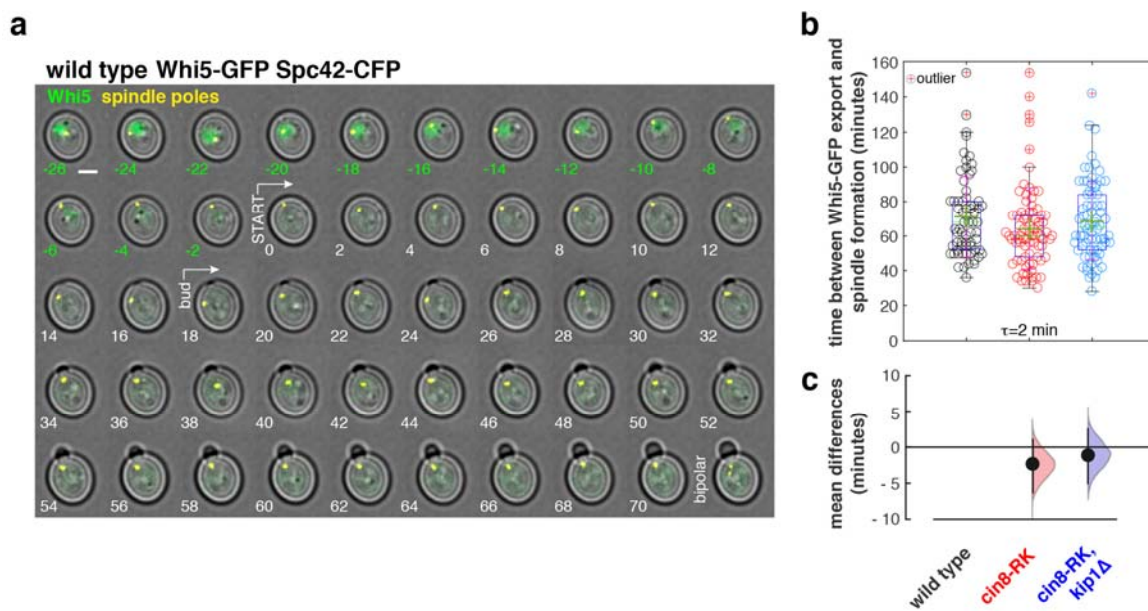 a
wild type Whi5-GFP Spc42-CFP
Whi5 spindle poles
-26 -24 -22 -20 -18 -16 -14 -12 -10 -8
START
-6 -4 -2 0 2 4 6 8 10 12
bud
14 16 18 20 22 24 26 28 30 32
34 36 38 40 42 44 46 48 50 52
bipolar
54 56 58 60 62 64 66 68 70
b
time between Whi5-GFP export and
spindle formation (minutes)
160
140
120
100
80
60
40
20
0
outlier
τ=2 min
c
mean differences
(minutes)
10
5
0
- 5
- 10
wild type
cin8-RK
cin8-RK,
kip1Δ